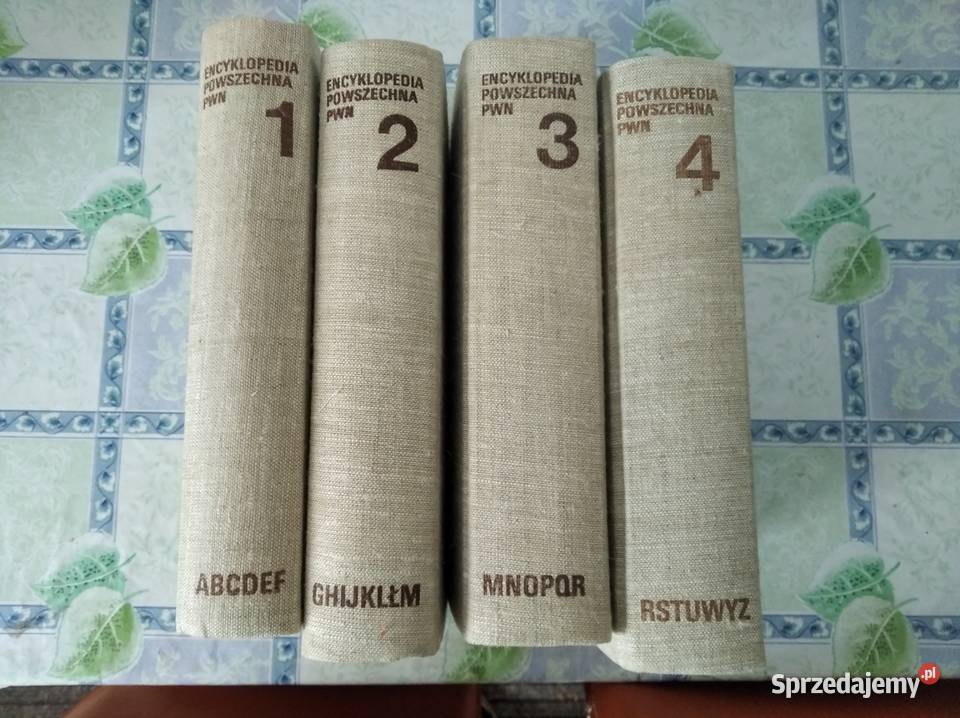 ENCYKLOPEDIA
POWSZECHNA
PWN
1
ABCDEF
ENCYKLOPEDIA
POWSZECHNA
PWN
2
GHIJKLŁM
ENCYKLOPEDIA
POWSZECHNA
PWN
3
MNOPQR
ENCYKLOPEDIA
POWSZECHNA
PWN
4
RSTUWYZ
Sprzedajemy.pl